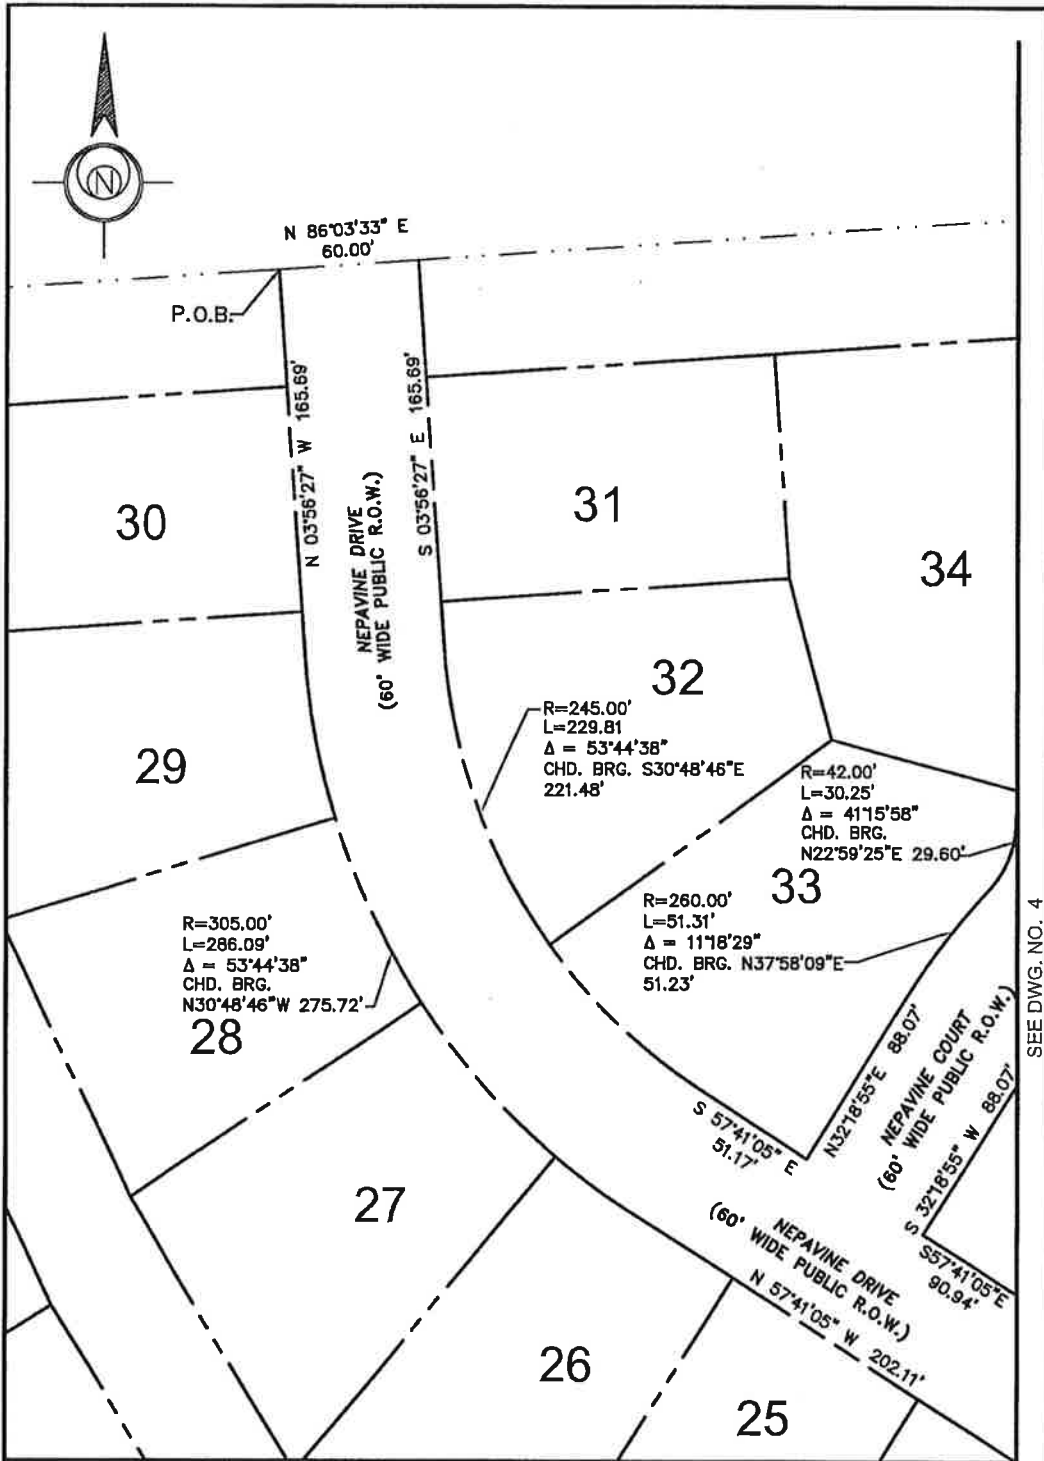 N
N 86°03'33" E
60.00'
P.O.B.
N 03°56'27" W 165.69'
S 03°56'27" E 165.69'
NEPAVINE DRIVE
(60' WIDE PUBLIC R.O.W.)
30
31
34
32
29
R=245.00'
L=229.81
Δ = 53°44'38"
CHD. BRG. S30°48'46"E
221.48'
R=42.00'
L=30.25'
Δ = 41°15'58"
CHD. BRG.
N22°59'25"E 29.60'
33
R=260.00'
L=51.31'
Δ = 11°18'29"
CHD. BRG. N37°58'09"E
51.23'
R=305.00'
L=286.09'
Δ = 53°44'38"
CHD. BRG.
N30°48'46"W 275.72'
28
SEE DWG. NO. 4
N32°18'55"E 88.07'
NEPAVINE COURT
(60' WIDE PUBLIC R.O.W.)
S 32°18'55" W 88.07'
S 57°41'05" E
51.17'
27
NEPAVINE DRIVE
(60' WIDE PUBLIC R.O.W.)
S57°41'05"E
90.94'
N 57°41'05" W 202.11'
26
25